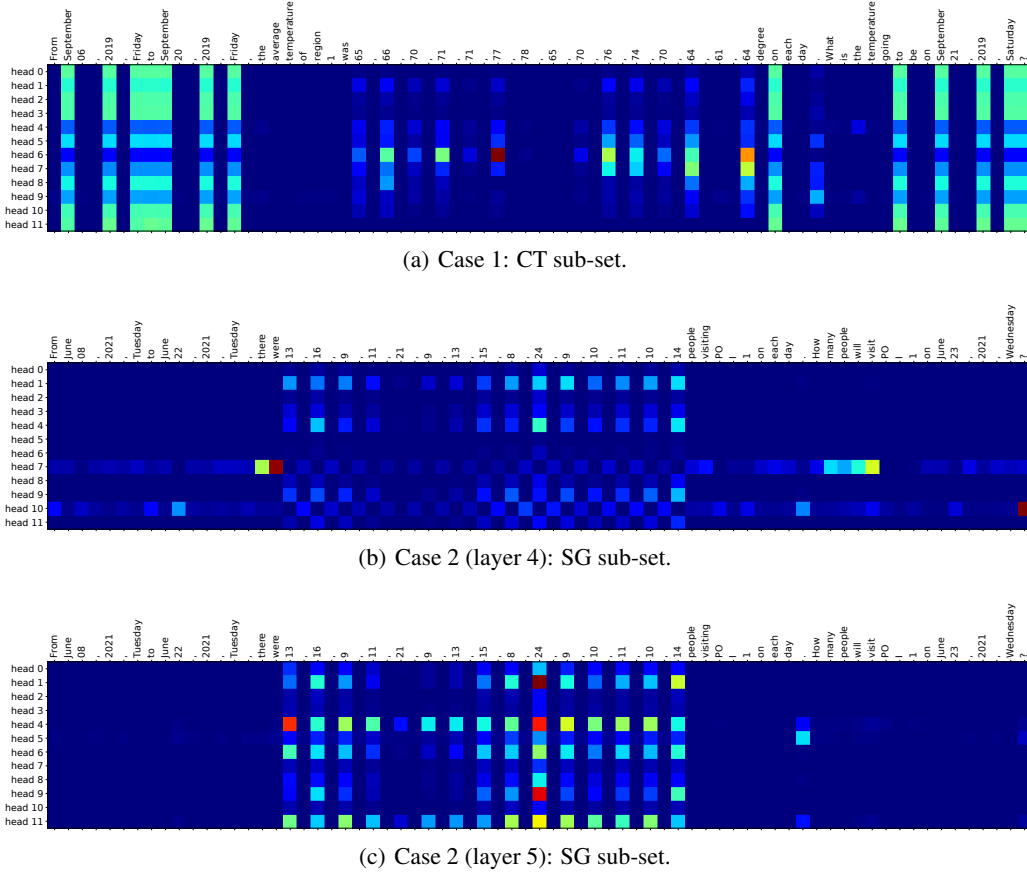 From September 06 , 2019 , Friday to September 20 , 2019 , Friday , the average temperature of region 1 was 65 , 66 , 70 , 71 , 71 , 77 , 78 , 65 , 70 , 76 , 74 , 70 , 64 , 61 , 64 degree on each day . What is the temperature going to be on September 21 , 2019 , Saturday ?
head 0
head 1
head 2
head 3
head 4
head 5
head 6
head 7
head 8
head 9
head 10
head 11
(a) Case 1: CT sub-set.
From June 08 , 2021 , Tuesday to June 22 , 2021 , Tuesday , there were 13 , 16 , 9 , 11 , 21 , 9 , 13 , 15 , 8 , 24 , 9 , 10 , 11 , 10 , 14 people visiting PO I 1 on each day . How many people will visit PO I 1 on June 23 , 2021 , Wednesday ?
head 0
head 1
head 2
head 3
head 4
head 5
head 6
head 7
head 8
head 9
head 10
head 11
(b) Case 2 (layer 4): SG sub-set.
From June 08 , 2021 , Tuesday to June 22 , 2021 , Tuesday , there were 13 , 16 , 9 , 11 , 21 , 9 , 13 , 15 , 8 , 24 , 9 , 10 , 11 , 10 , 14 people visiting PO I 1 on each day . How many people will visit PO I 1 on June 23 , 2021 , Wednesday ?
head 0
head 1
head 2
head 3
head 4
head 5
head 6
head 7
head 8
head 9
head 10
head 11
(c) Case 2 (layer 5): SG sub-set.